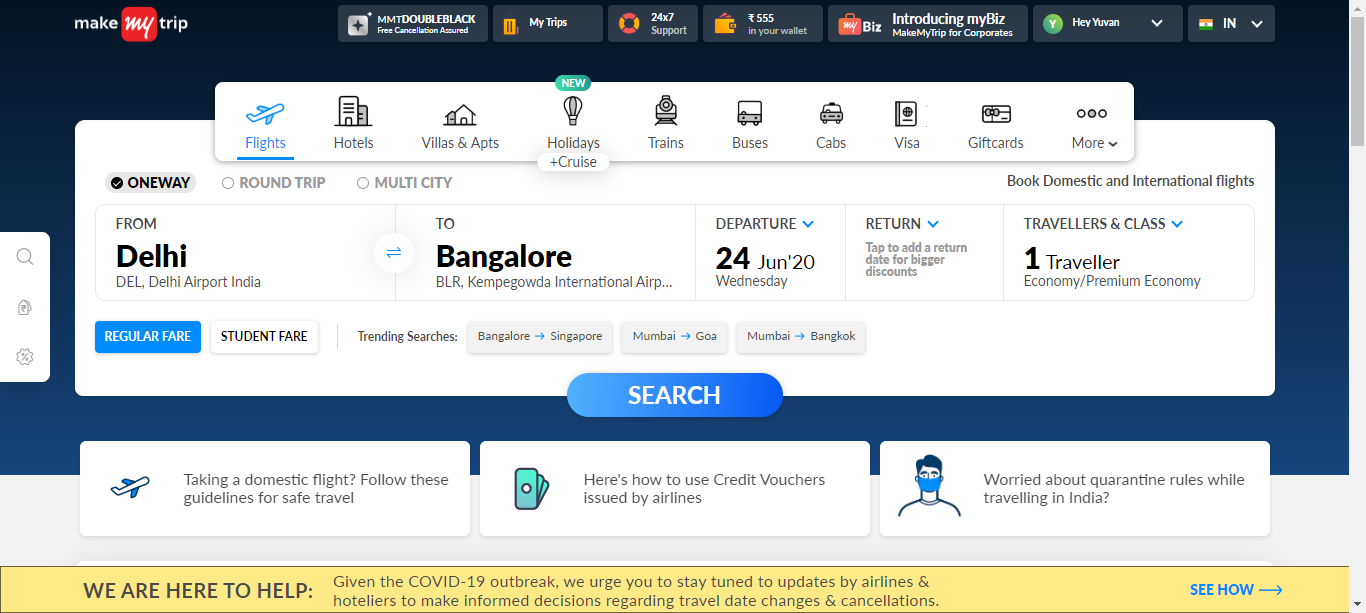 make my trip
MMTDOUBLEBLACK
Free Cancellation Assured
My Trips
24x7
Support
₹ 555
in your wallet
my Biz
Introducing myBiz
MakeMyTrip for Corporates
Y
Hey Yuvan
IN
NEW
Flights
Hotels
Villas & Apts
Holidays
+Cruise
Trains
Buses
Cabs
Visa
Giftcards
More
ONEWAY
ROUND TRIP
MULTI CITY
Book Domestic and International flights
FROM
Delhi
DEL, Delhi Airport India
TO
Bangalore
BLR, Kempegowda International Airp...
DEPARTURE
24 Jun'20
Wednesday
RETURN
Tap to add a return
date for bigger
discounts
TRAVELLERS & CLASS
1 Traveller
Economy/Premium Economy
REGULAR FARE
STUDENT FARE
Trending Searches:
Bangalore → Singapore
Mumbai → Goa
Mumbai → Bangkok
SEARCH
Taking a domestic flight? Follow these
guidelines for safe travel
Here's how to use Credit Vouchers
issued by airlines
Worried about quarantine rules while
travelling in India?
WE ARE HERE TO HELP:
Given the COVID-19 outbreak, we urge you to stay tuned to updates by airlines &
hoteliers to make informed decisions regarding travel date changes & cancellations.
SEE HOW →